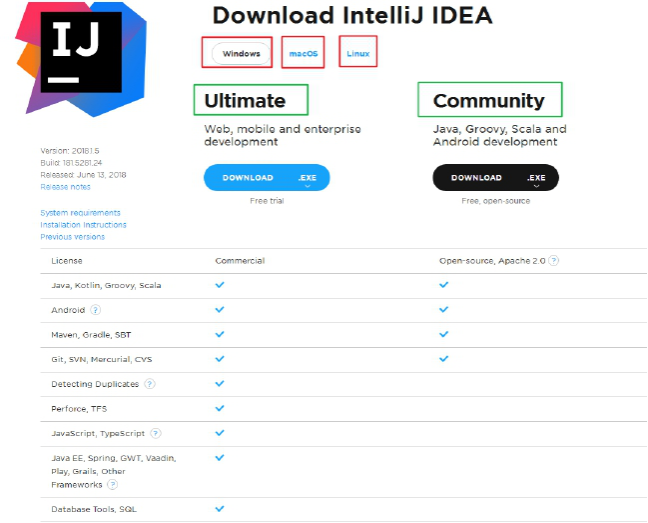 IJ
Download IntelliJ IDEA
Windows macOS Linux
Ultimate
Web, mobile and enterprise
development
DOWNLOAD .EXE
Free trial
Community
Java, Groovy, Scala and
Android development
DOWNLOAD .EXE
Free, open-source
Version: 2018.1.5
Build: 181.5281.24
Released: June 13, 2018
Release notes
System requirements
Installation Instructions
Previous versions
License Commercial Open-source, Apache 2.0 ?
Java, Kotlin, Groovy, Scala
Android ?
Maven, Gradle, SBT
Git, SVN, Mercurial, CVS
Detecting Duplicates ?
Perforce, TFS
JavaScript, TypeScript ?
Java EE, Spring, GWT, Vaadin,
Play, Grails, Other
Frameworks ?
Database Tools, SQL